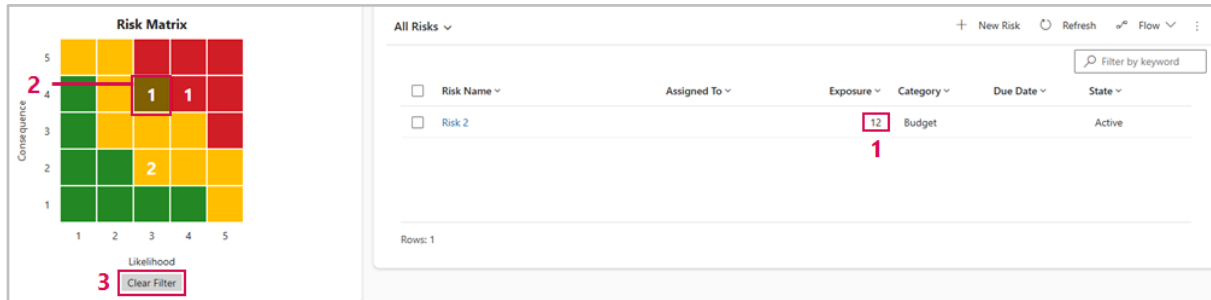 Risk Matrix
5
2
4
1
1
Consequence
3
2
2
1
1 2 3 4 5
Likelihood
3
Clear Filter
All Risks
New Risk Refresh Flow
Filter by keyword
Risk Name Assigned To Exposure Category Due Date State
Risk 2 12 Budget Active
1
Rows: 1